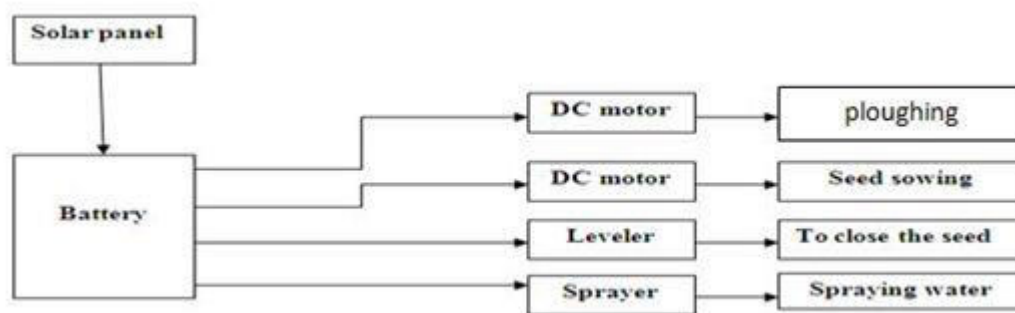 Solar panel
DC motor
ploughing
DC motor
Seed sowing
Battery
Leveler
To close the seed
Sprayer
Spraying water